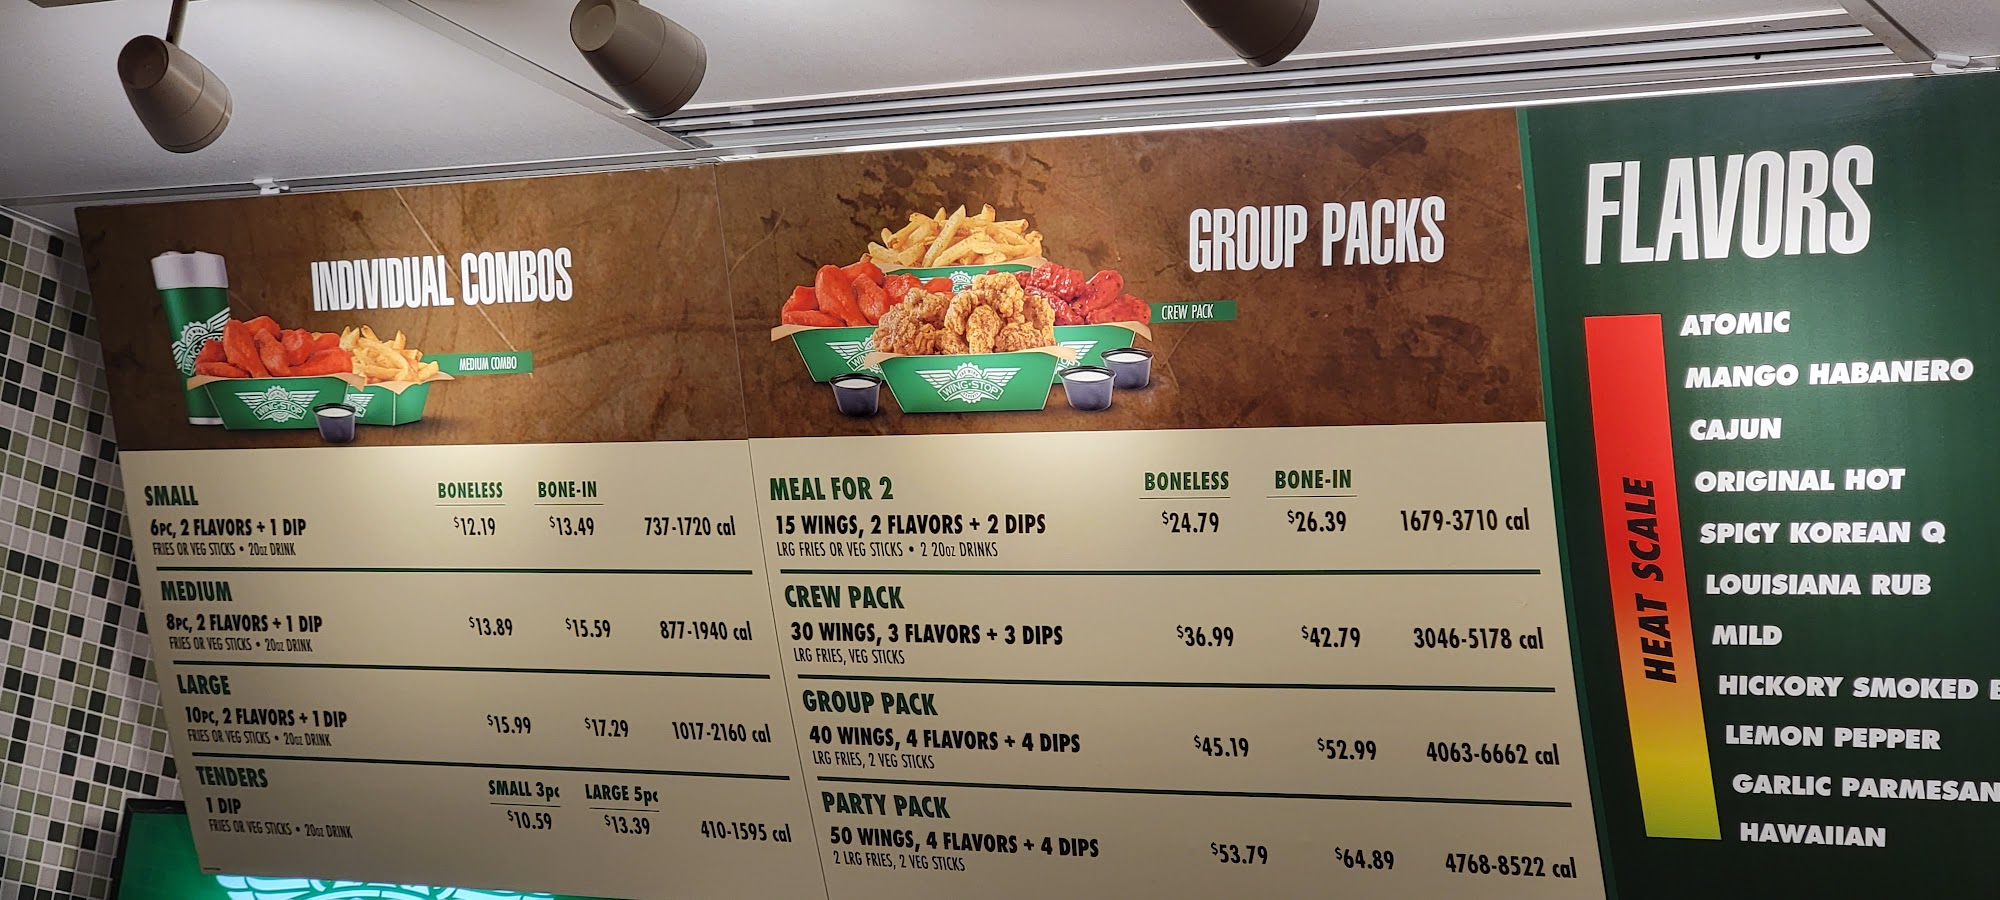 INDIVIDUAL COMBOS
MEDIUM COMBO
WING·STOP
SMALL
BONELESS BONE-IN
6PC, 2 FLAVORS + 1 DIP $12.19 $13.49 737-1720 cal
FRIES OR VEG STICKS • 20oz DRINK
MEDIUM
8PC, 2 FLAVORS + 1 DIP $13.89 $15.59 877-1940 cal
FRIES OR VEG STICKS • 20oz DRINK
LARGE
10PC, 2 FLAVORS + 1 DIP $15.99 $17.29 1017-2160 cal
FRIES OR VEG STICKS • 20oz DRINK
TENDERS
SMALL 3pc LARGE 5pc
1 DIP $10.59 $13.39 410-1595 cal
FRIES OR VEG STICKS • 20oz DRINK
GROUP PACKS
CREW PACK
WING·STOP
MEAL FOR 2
BONELESS BONE-IN
15 WINGS, 2 FLAVORS + 2 DIPS $24.79 $26.39 1679-3710 cal
LRG FRIES OR VEG STICKS • 2 20oz DRINKS
CREW PACK
30 WINGS, 3 FLAVORS + 3 DIPS $36.99 $42.79 3046-5178 cal
LRG FRIES, VEG STICKS
GROUP PACK
40 WINGS, 4 FLAVORS + 4 DIPS $45.19 $52.99 4063-6662 cal
LRG FRIES, 2 VEG STICKS
PARTY PACK
50 WINGS, 4 FLAVORS + 4 DIPS $53.79 $64.89 4768-8522 cal
2 LRG FRIES, 2 VEG STICKS
FLAVORS
HEAT SCALE
ATOMIC
MANGO HABANERO
CAJUN
ORIGINAL HOT
SPICY KOREAN Q
LOUISIANA RUB
MILD
HICKORY SMOKED
LEMON PEPPER
GARLIC PARMESAN
HAWAIIAN